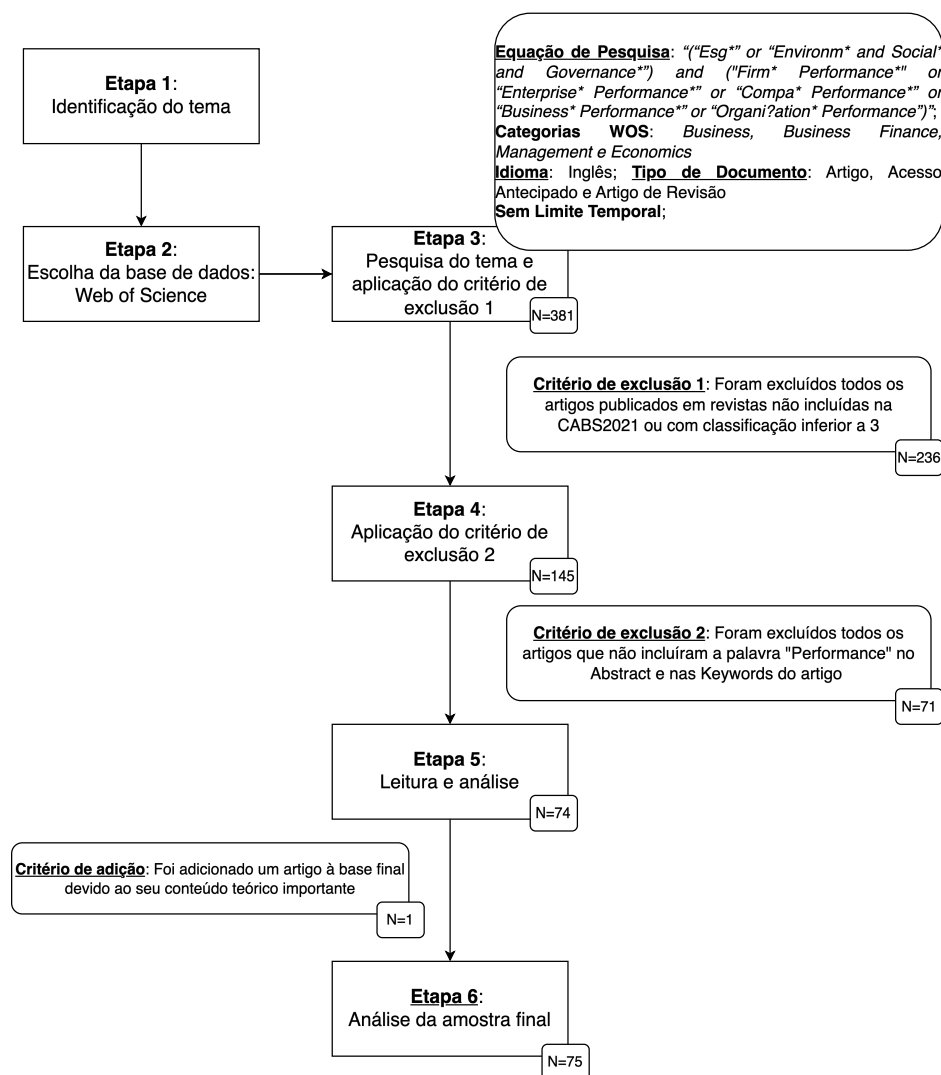 Etapa 1:
Identificação do tema
Equação de Pesquisa: “(“Esg*” or “Environm* and Social*
and Governance*”) and ("Firm* Performance*" or
“Enterprise* Performance*” or “Compa* Performance*” or
“Business* Performance*” or “Organi?ation* Performance”)”;
Categorias WOS: Business, Business Finance,
Management e Economics
Idioma: Inglês; Tipo de Documento: Artigo, Acesso
Antecipado e Artigo de Revisão
Sem Limite Temporal;
Etapa 2:
Escolha da base de dados:
Web of Science
Etapa 3:
Pesquisa do tema e
aplicação do critério de
exclusão 1
N=381
Critério de exclusão 1: Foram excluídos todos os
artigos publicados em revistas não incluídas na
CABS2021 ou com classificação inferior a 3
N=236
Etapa 4:
Aplicação do critério de
exclusão 2
N=145
Critério de exclusão 2: Foram excluídos todos os
artigos que não incluíram a palavra "Performance" no
Abstract e nas Keywords do artigo
N=71
Etapa 5:
Leitura e análise
N=74
Critério de adição: Foi adicionado um artigo à base final
devido ao seu conteúdo teórico importante
N=1
Etapa 6:
Análise da amostra final
N=75